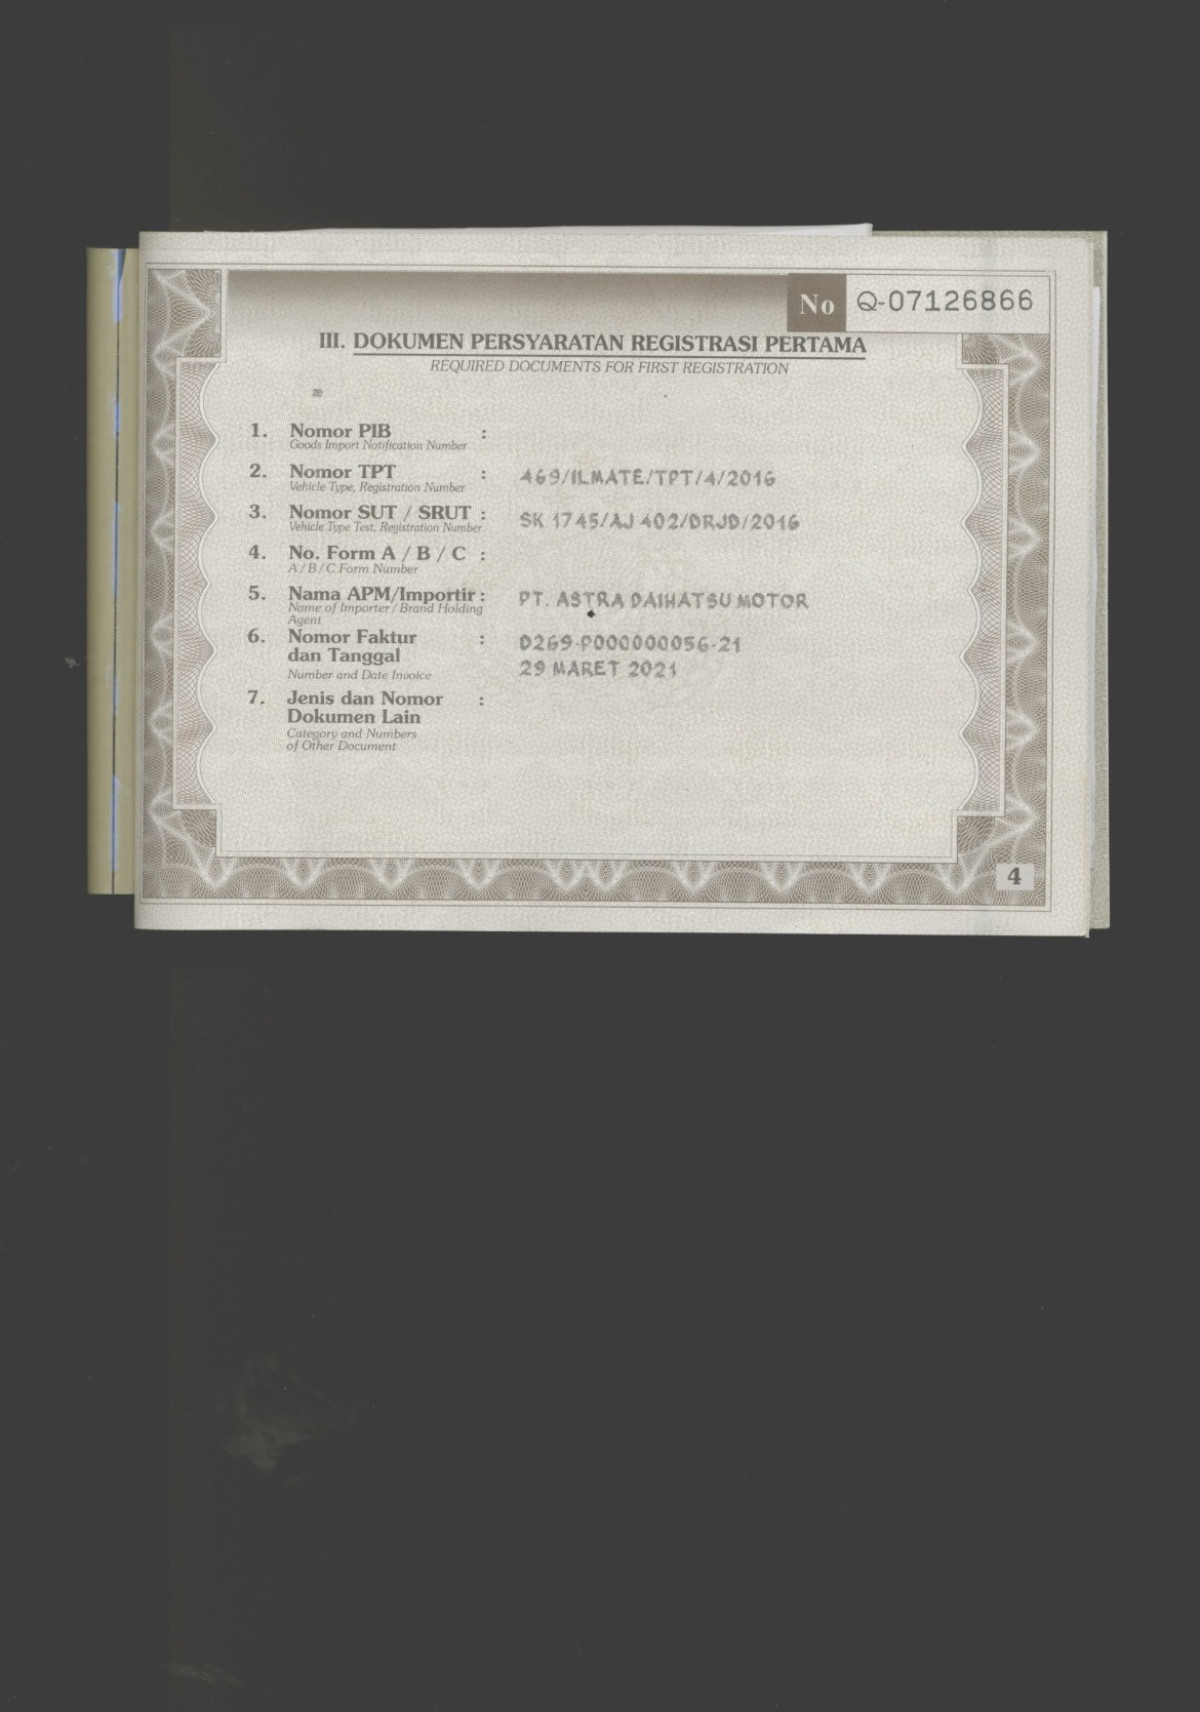 No Q-07126866
III. DOKUMEN PERSYARATAN REGISTRASI PERTAMA
REQUIRED DOCUMENTS FOR FIRST REGISTRATION
1. Nomor PIB :
Goods Import Notification Number
2. Nomor TPT : 469/ILMATE/TPT/4/2016
Vehicle Type, Registration Number
3. Nomor SUT / SRUT : SK 1745/AJ 402/DRJD/2016
Vehicle Type Test, Registration Number
4. No. Form A / B / C :
A / B / C Form Number
5. Nama APM/Importir : PT. ASTRA DAIHATSU MOTOR
Name of Importer / Brand Holding
Agent
6. Nomor Faktur : D269-P000000056-21
dan Tanggal 29 MARET 2021
Number and Date Invoice
7. Jenis dan Nomor :
Dokumen Lain
Category and Numbers
of Other Document
4